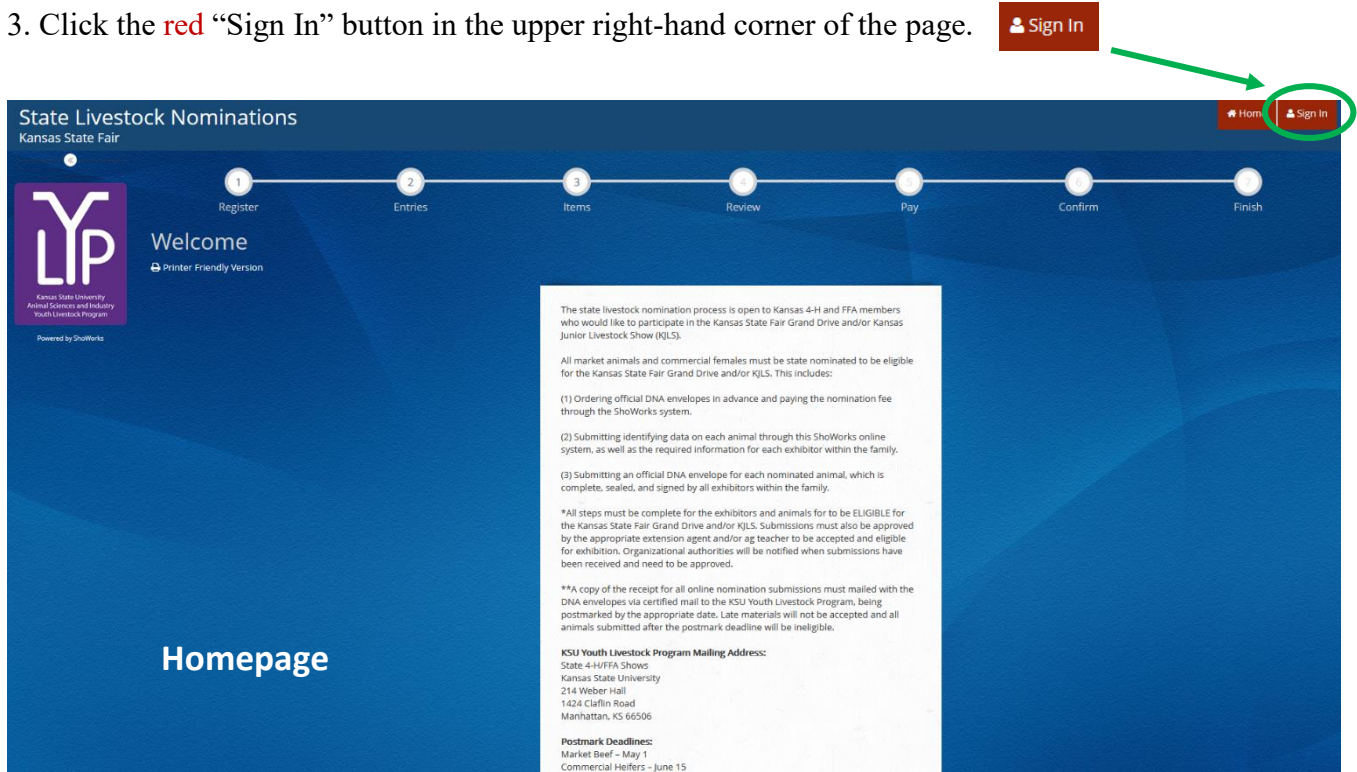 3. Click the red “Sign In” button in the upper right-hand corner of the page.
Sign In
State Livestock Nominations
Kansas State Fair
Home
Sign In
1
2
3
4
5
6
7
Register
Entries
Items
Review
Pay
Confirm
Finish
YLP
Kansas State University
Animal Sciences and Industry
Youth Livestock Program
Powered by ShoWorks
Welcome
Printer Friendly Version
The state livestock nomination process is open to Kansas 4-H and FFA members
who would like to participate in the Kansas State Fair Grand Drive and/or Kansas
Junior Livestock Show (KJLS).
All market animals and commercial females must be state nominated to be eligible
for the Kansas State Fair Grand Drive and/or KJLS. This includes:
(1) Ordering official DNA envelopes in advance and paying the nomination fee
through the ShoWorks system.
(2) Submitting identifying data on each animal through this ShoWorks online
system, as well as the required information for each exhibitor within the family.
(3) Submitting an official DNA envelope for each nominated animal, which is
complete, sealed, and signed by all exhibitors within the family.
*All steps must be complete for the exhibitors and animals for to be ELIGIBLE for
the Kansas State Fair Grand Drive and/or KJLS. Submissions must also be approved
by the appropriate extension agent and/or ag teacher to be accepted and eligible
for exhibition. Organizational authorities will be notified when submissions have
been received and need to be approved.
**A copy of the receipt for all online nomination submissions must mailed with the
DNA envelopes via certified mail to the KSU Youth Livestock Program, being
postmarked by the appropriate date. Late materials will not be accepted and all
animals submitted after the postmark deadline will be ineligible.
KSU Youth Livestock Program Mailing Address:
State 4-H/FFA Shows
Kansas State University
214 Weber Hall
1424 Claflin Road
Manhattan, KS 66506
Postmark Deadlines:
Market Beef – May 1
Commercial Heifers – June 15
Homepage